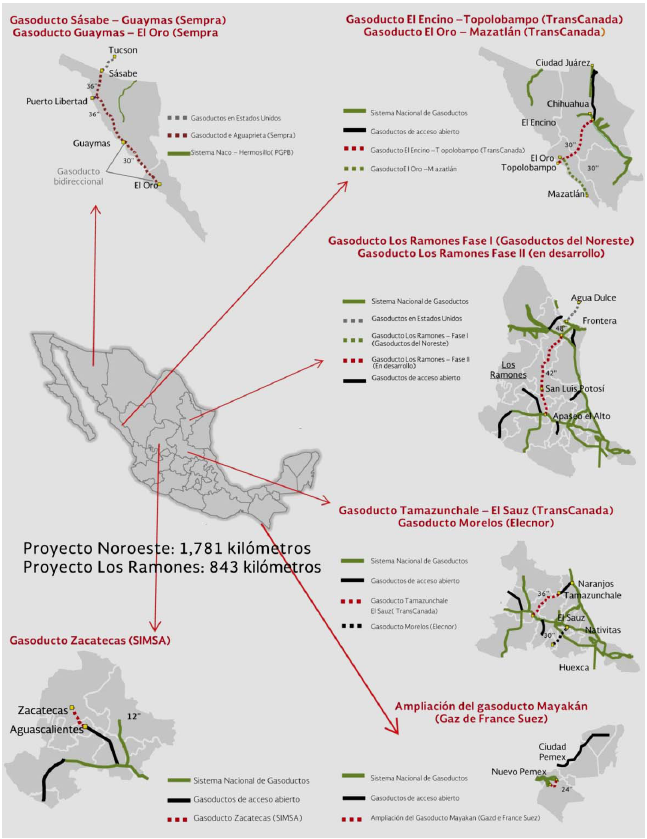 Gasoducto Sásabe – Guaymas (Sempra)
Gasoducto Guaymas – El Oro (Sempra
Tucson
Sásabe
36"
Puerto Libertad
36"
Guaymas
30"
Gasoducto
bidireccional
El Oro
Gasoductos en Estados Unidos
Gasoductod e Aguaprieta (Sempra)
Sistema Naco – Hermosillo( PGPB)
Gasoducto El Encino –Topolobampo (TransCanada)
Gasoducto El Oro – Mazatlán (TransCanada)
Ciudad Juárez
Chihuahua
El Encino
30"
El Oro
Topolobampo
30"
Mazatlán
Sistema Nacional de Gasoductos
Gasoductos de acceso abierto
Gasoducto El Encino –T opolobampo (TransCanada)
GasoductoE l Oro –Mazatlán
Gasoducto Los Ramones Fase I (Gasoductos del Noreste)
Gasoducto Los Ramones Fase II (en desarrollo)
Sistema Nacional de Gasoductos
Gasoductos en Estados Unidos
Gasoducto Los Ramones – Fase I
(Gasoductos del Noreste)
Gasoducto Los Ramones – Fase II
(En desarrollo)
Gasoductos de acceso abierto
Agua Dulce
Frontera
48"
Los
Ramones
42"
San Luis Potosí
Apaseo el Alto
Proyecto Noroeste: 1,781 kilómetros
Proyecto Los Ramones: 843 kilómetros
Gasoducto Tamazunchale – El Sauz (TransCanada)
Gasoducto Morelos (Elecnor)
Sistema Nacional de Gasoductos
Gasoductos de acceso abierto
Gasoducto Tamazunchale
El Sauz( TransCanada)
Gasoducto Morelos (Elecnor)
Naranjos
36"
Tamazunchale
El Sauz
Nativitas
30"
Huexca
Gasoducto Zacatecas (SIMSA)
Zacatecas
12"
Aguascalientes
Sistema Nacional de Gasoductos
Gasoductos de acceso abierto
Gasoducto Zacatecas (SIMSA)
Ampliación del gasoducto Mayakán
(Gaz de France Suez)
Ciudad
Pemex
Nuevo Pemex
24"
Sistema Nacional de Gasoductos
Gasoductos de acceso abierto
Ampliación del Gasoducto Mayakan (Gazd e France Suez)